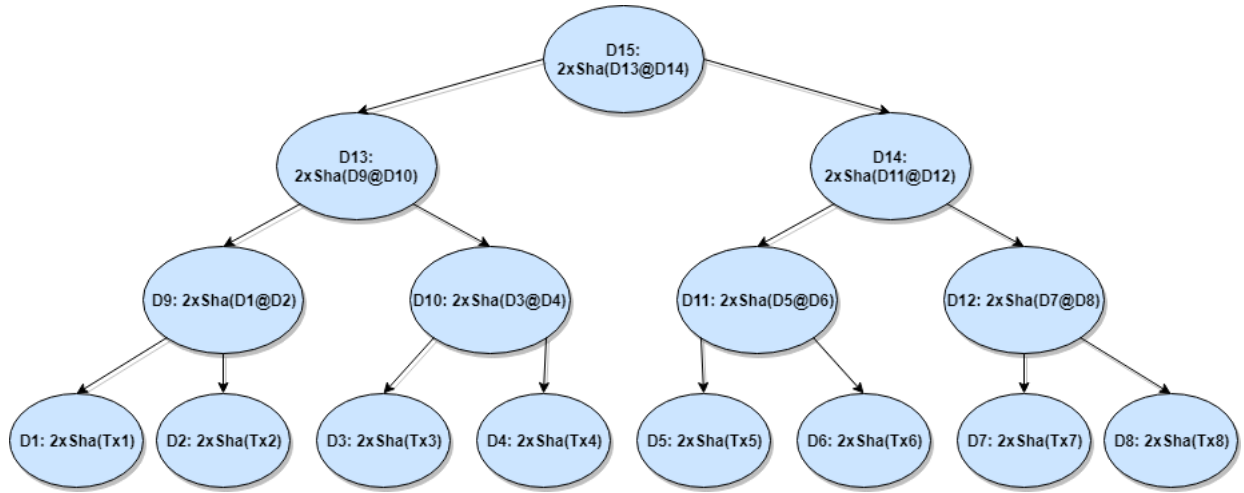 D15:
2xSha(D13@D14)
D13:
2xSha(D9@D10)
D14:
2xSha(D11@D12)
D9: 2xSha(D1@D2)
D10: 2xSha(D3@D4)
D11: 2xSha(D5@D6)
D12: 2xSha(D7@D8)
D1: 2xSha(Tx1)
D2: 2xSha(Tx2)
D3: 2xSha(Tx3)
D4: 2xSha(Tx4)
D5: 2xSha(Tx5)
D6: 2xSha(Tx6)
D7: 2xSha(Tx7)
D8: 2xSha(Tx8)